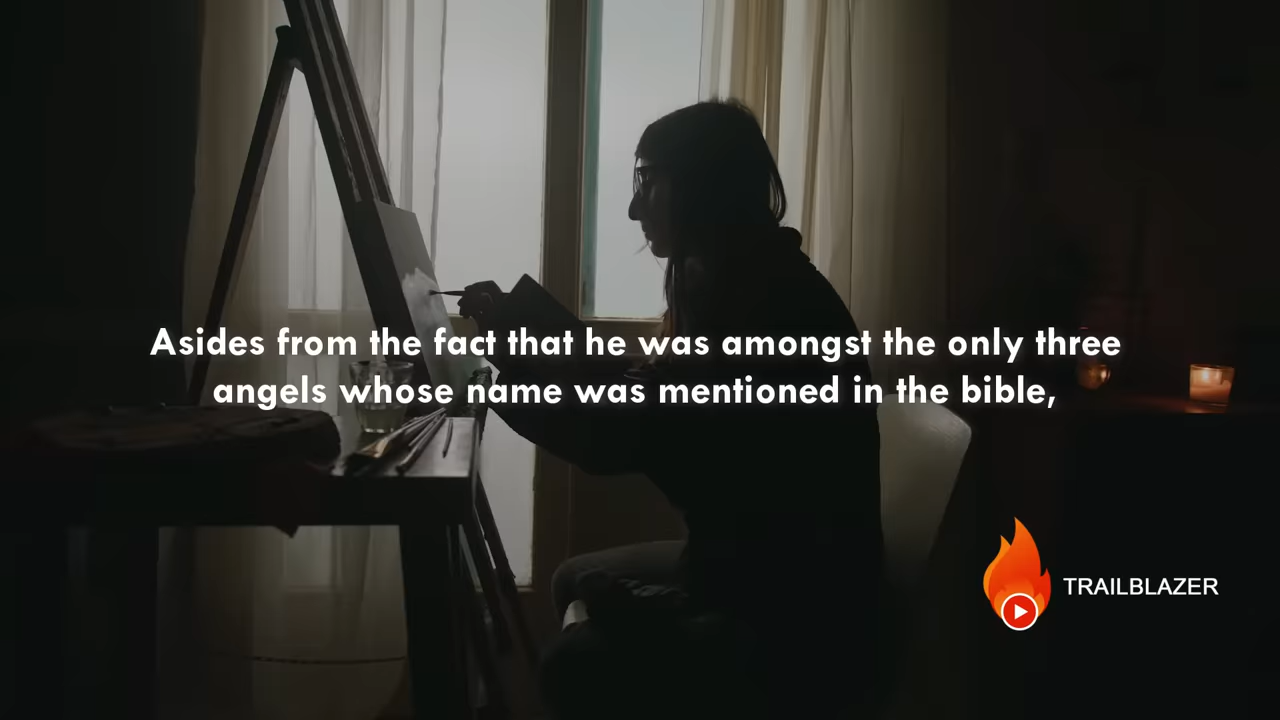 Asides from the fact that he was amongst the only three
angels whose name was mentioned in the bible,
TRAILBLAZER